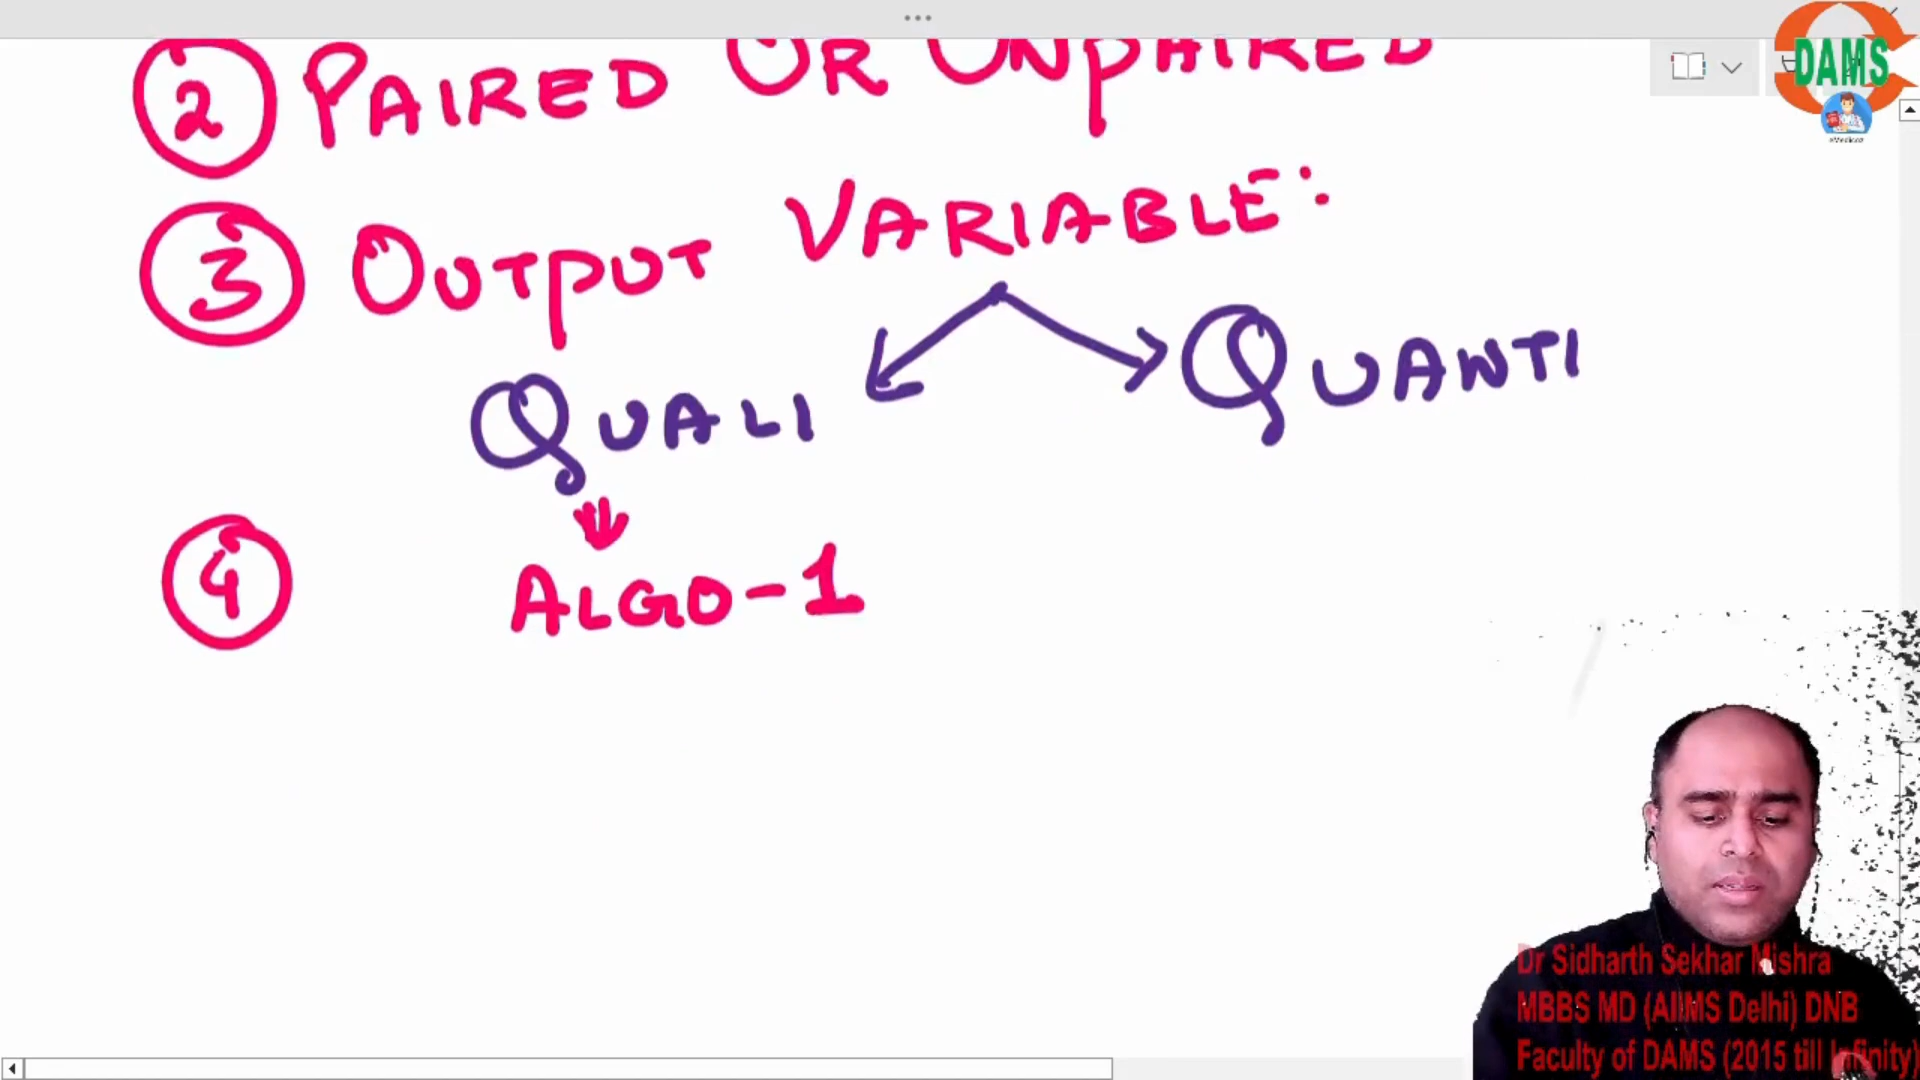 ② PAIRED OR UNPAIRED
③ OUTPUT VARIABLE:
QUALI QUANTI
④ ALGO-1
DAMS
Dr Sidharth Sekhar Mishra
MBBS MD (AIIMS Delhi) DNB
Faculty of DAMS (2015 till Infinity)